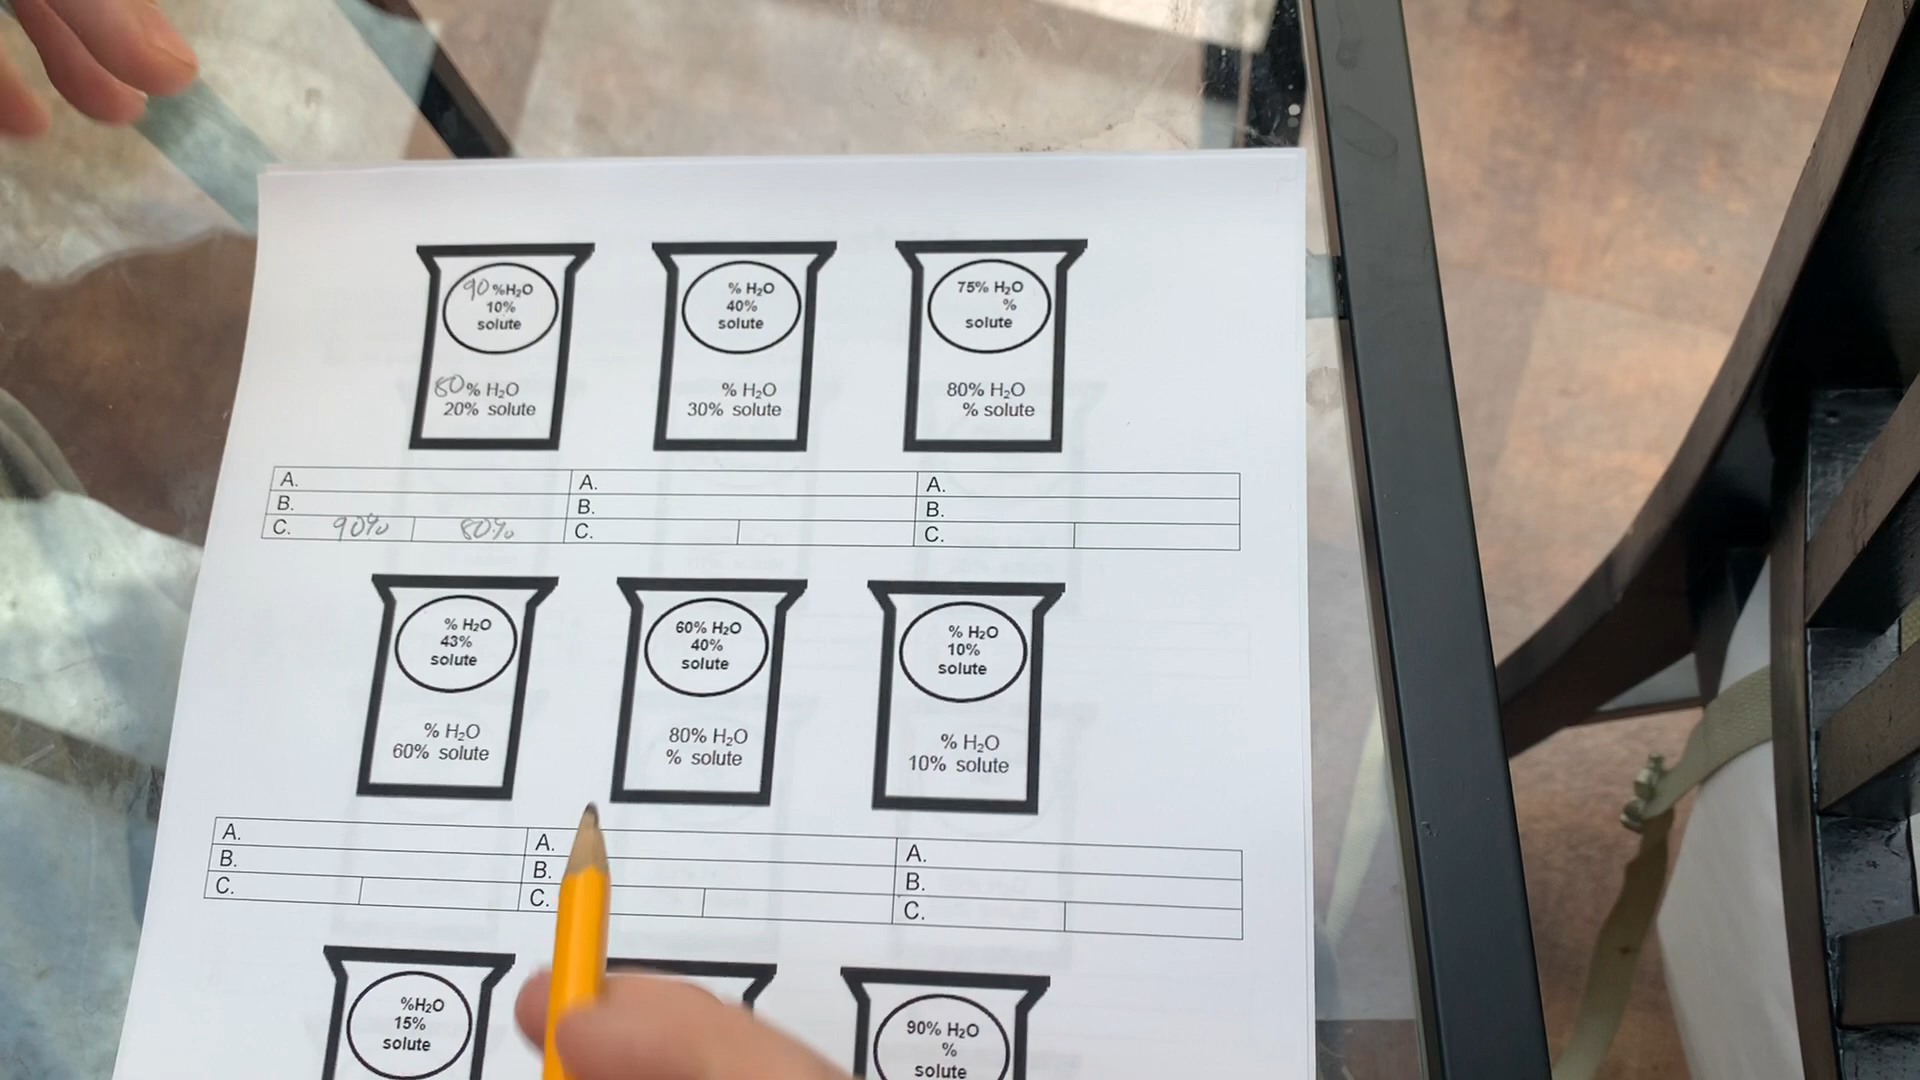 90%H₂O
10%
solute
80% H₂O
20% solute
% H₂O
40%
solute
% H₂O
30% solute
75% H₂O
%
solute
80% H₂O
% solute
A.
B.
C. 90% 80%
A.
B.
C.
A.
B.
C.
% H₂O
43%
solute
% H₂O
60% solute
60% H₂O
40%
solute
80% H₂O
% solute
% H₂O
10%
solute
% H₂O
10% solute
A.
B.
C.
A.
B.
C.
A.
B.
C.
%H₂O
15%
solute
90% H₂O
%
solute